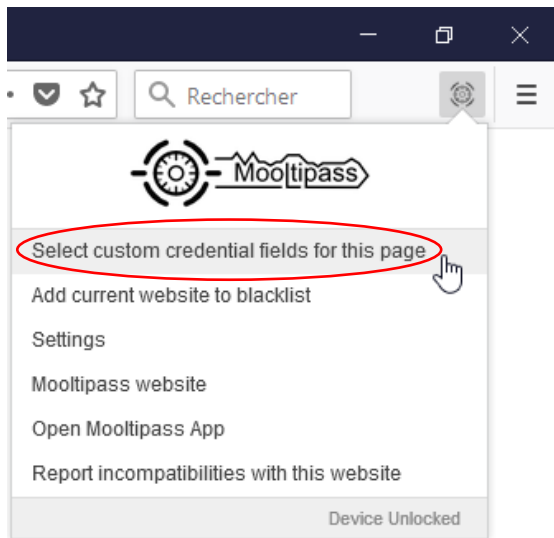 Rechercher
Mooltipass
Select custom credential fields for this page
Add current website to blacklist
Settings
Mooltipass website
Open Mooltipass App
Report incompatibilities with this website
Device Unlocked